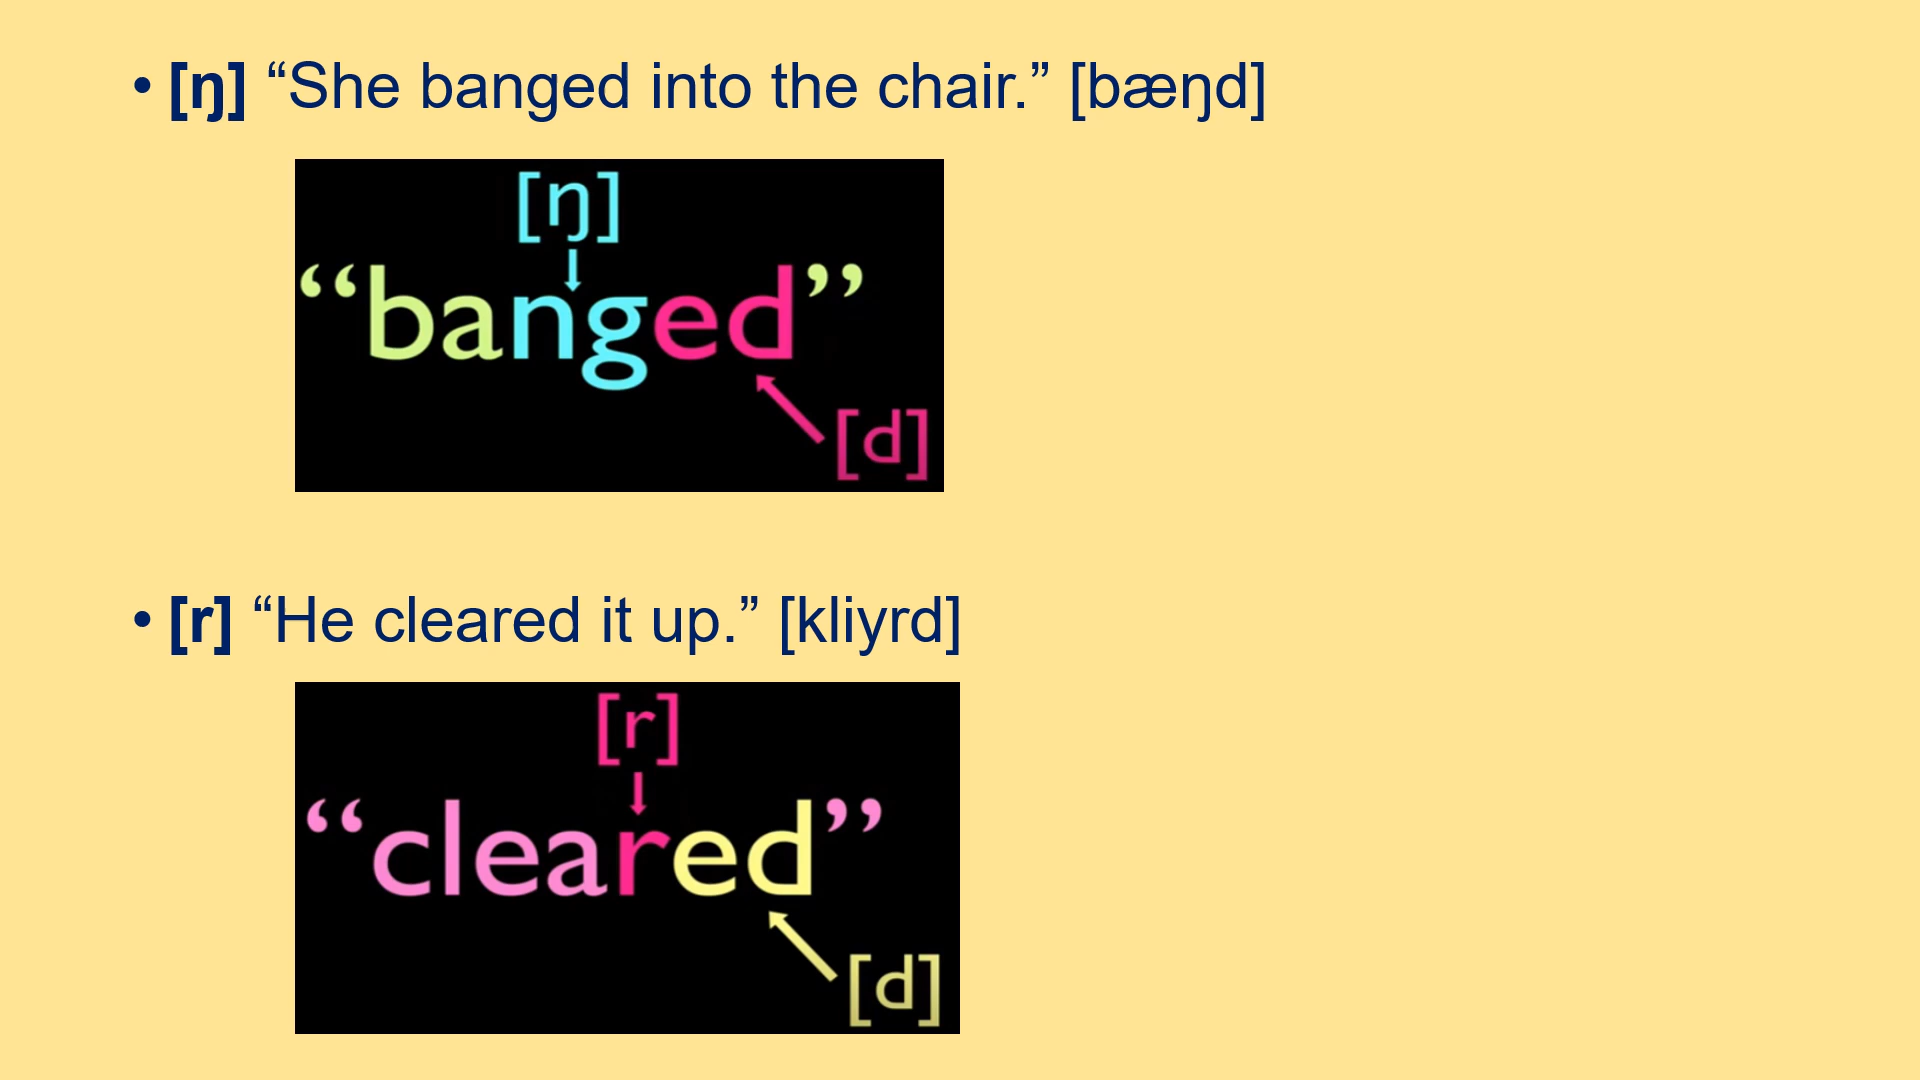 • [ŋ] “She banged into the chair.” [bæŋd]
[ŋ]
“banged”
[d]
• [r] “He cleared it up.” [kliyrd]
[r]
“cleared”
[d]